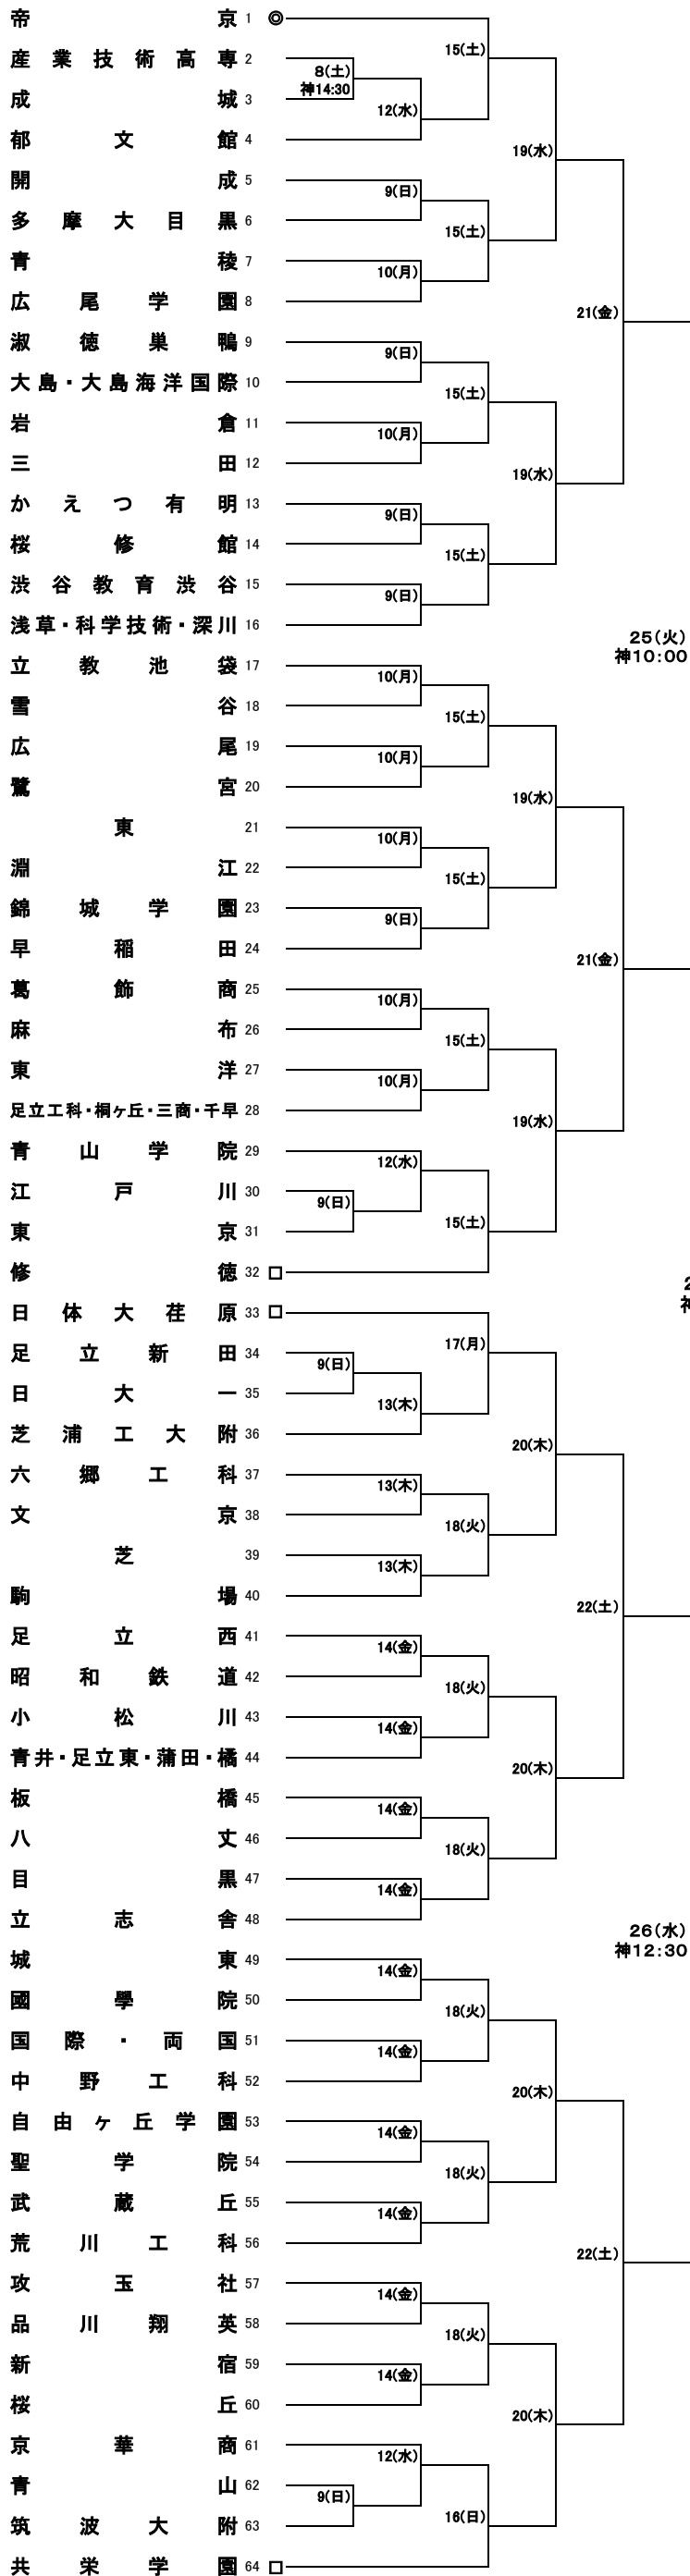 帝京 1 ◎
15(土)
産業技術高専 2
8(土)
神14:30
成城 3
12(水)
郁文館 4
19(水)
開成 5
9(日)
多摩大目黒 6
15(土)
青稜 7
10(月)
広尾学園 8
21(金)
淑徳巣鴨 9
9(日)
大島・大島海洋国際 10
15(土)
岩倉 11
10(月)
三田 12
19(水)
かえつ有明 13
9(日)
桜修館 14
15(土)
渋谷教育渋谷 15
9(日)
浅草・科学技術・深川 16
25(火)
神10:00
立教池袋 17
10(月)
雪谷 18
15(土)
広尾 19
10(月)
鷺宮 20
19(水)
東 21
10(月)
淵江 22
15(土)
錦城学園 23
9(日)
早稲田 24
21(金)
葛飾商 25
10(月)
麻布 26
15(土)
東洋 27
10(月)
足立工科・桐ヶ丘・三商・千早 28
19(水)
青山学院 29
12(水)
江戸川 30
9(日)
15(土)
東京 31
修徳 32 □
2
神
日体大荏原 33 □
17(月)
足立新田 34
9(日)
日大一 35
13(木)
芝浦工大附 36
20(木)
六郷工科 37
13(木)
文京 38
18(火)
芝 39
13(木)
駒場 40
22(土)
足立西 41
14(金)
昭和鉄道 42
18(火)
小松川 43
14(金)
青井・足立東・蒲田・橘 44
20(木)
板橋 45
14(金)
八丈 46
18(火)
目黒 47
14(金)
立志舎 48
26(水)
神12:30
城東 49
14(金)
國學院 50
18(火)
国際・両国 51
14(金)
中野工科 52
20(木)
自由ヶ丘学園 53
14(金)
聖学院 54
18(火)
武蔵丘 55
14(金)
荒川工科 56
22(土)
攻玉社 57
14(金)
品川翔英 58
18(火)
新宿 59
14(金)
桜丘 60
20(木)
京華商 61
12(水)
青山 62
9(日)
筑波大附 63
16(日)
共栄学園 64 □